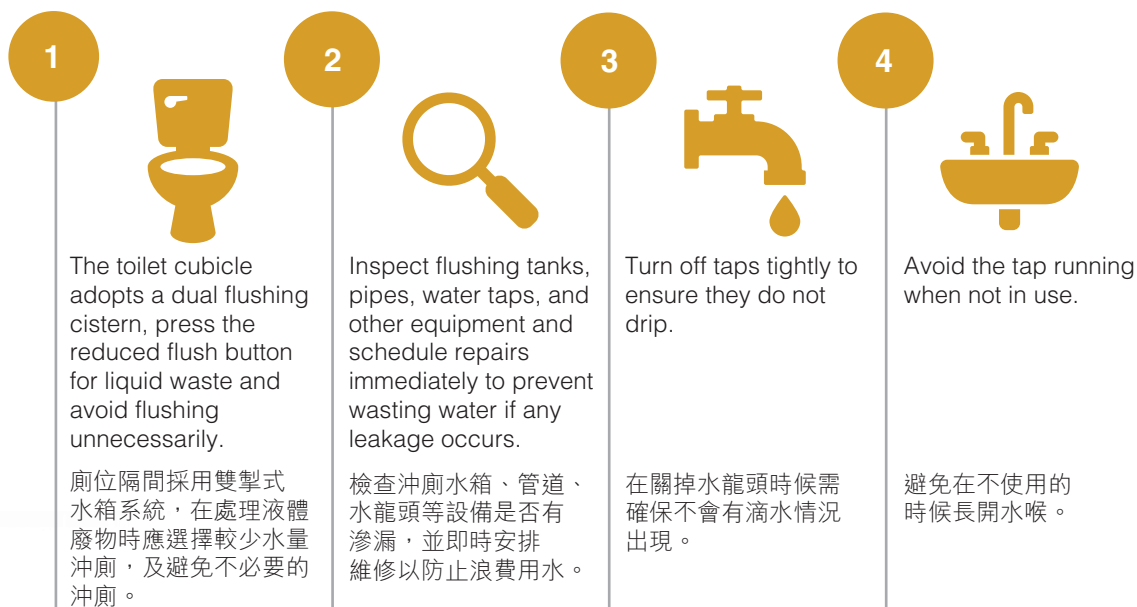 1
The toilet cubicle
adopts a dual flushing
cistern, press the
reduced flush button
for liquid waste and
avoid flushing
unnecessarily.
廁位隔間採用雙掣式
水箱系統，在處理液體
廢物時應選擇較少水量
沖廁，及避免不必要的
沖廁。
2
Inspect flushing tanks,
pipes, water taps, and
other equipment and
schedule repairs
immediately to prevent
wasting water if any
leakage occurs.
檢查沖廁水箱、管道、
水龍頭等設備是否有
滲漏，並即時安排
維修以防止浪費用水。
3
Turn off taps tightly to
ensure they do not
drip.
在關掉水龍頭時候需
確保不會有滴水情況
出現。
4
Avoid the tap running
when not in use.
避免在不使用的
時候長開水喉。